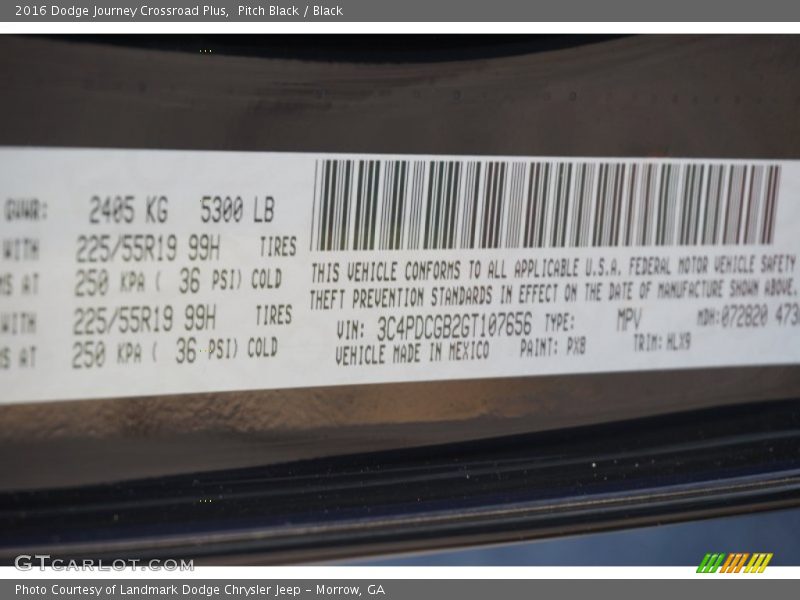 2016 Dodge Journey Crossroad Plus,  Pitch Black / Black
GVWR: 2405 KG 5300 LB
WITH 225/55R19 99H TIRES
MS AT 250 KPA ( 36 PSI) COLD
WITH 225/55R19 99H TIRES
MS AT 250 KPA ( 36 PSI) COLD
THIS VEHICLE CONFORMS TO ALL APPLICABLE U.S.A. FEDERAL MOTOR VEHICLE SAFETY
THEFT PREVENTION STANDARDS IN EFFECT ON THE DATE OF MANUFACTURE SHOWN ABOVE.
VIN: 3C4PDCGB2GT107656 TYPE: MPV MDH:072820 473
VEHICLE MADE IN MEXICO PAINT: PX8 TRIM: HLX9
GTcarlot.com
Photo Courtesy of Landmark Dodge Chrysler Jeep – Morrow, GA